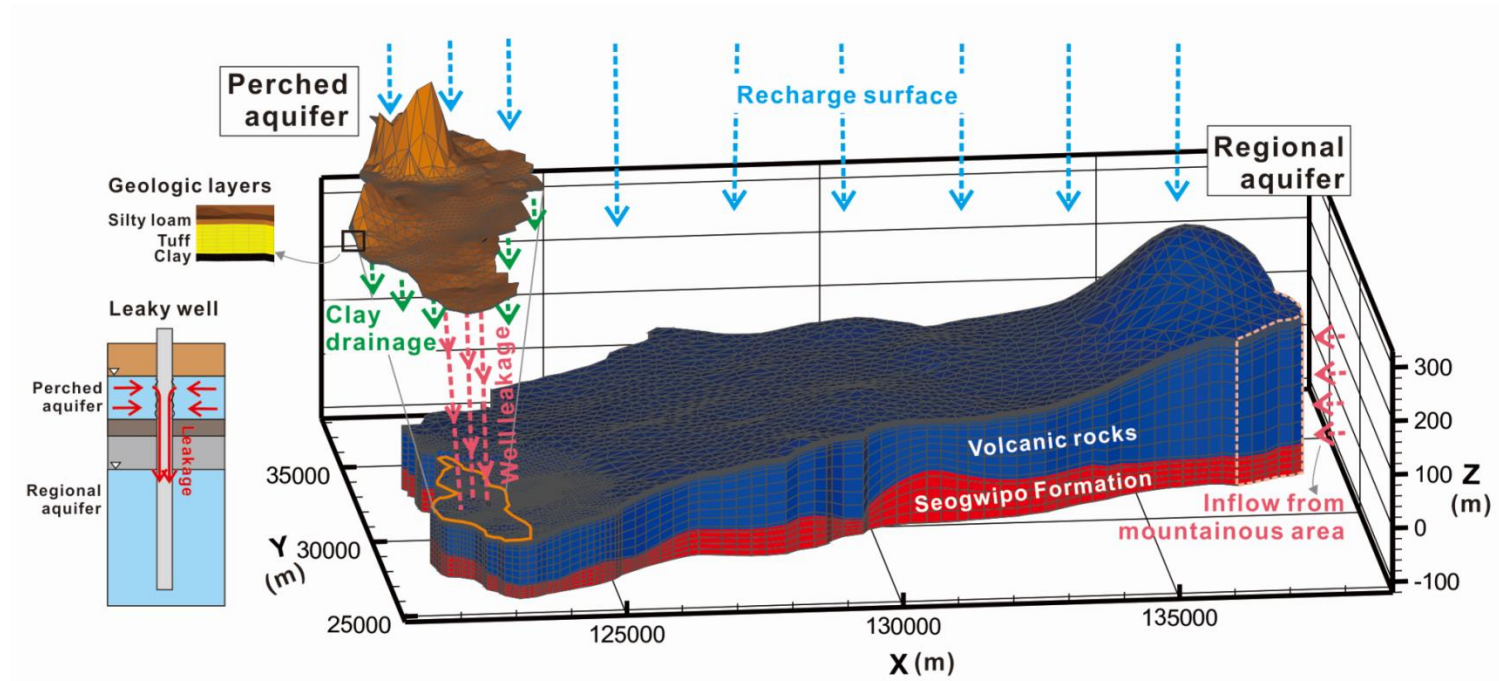 Perched
aquifer
Recharge surface
Regional
aquifer
Geologic layers
Silty loam
Tuff
Clay
Leaky well
Perched
aquifer
Leakage
Regional
aquifer
Clay
drainage
Well leakage
Volcanic rocks
Seogwipo Formation
Inflow from
mountainous area
300
200
100
0
-100
Z
(m)
35000
30000
25000
Y
(m)
125000
130000
135000
X (m)